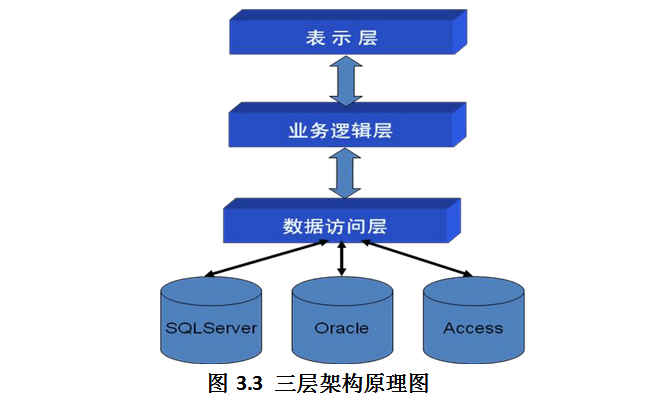 表 示 层
业务逻辑层
数据访问层
SQLServer Oracle Access
图 3.3 三层架构原理图